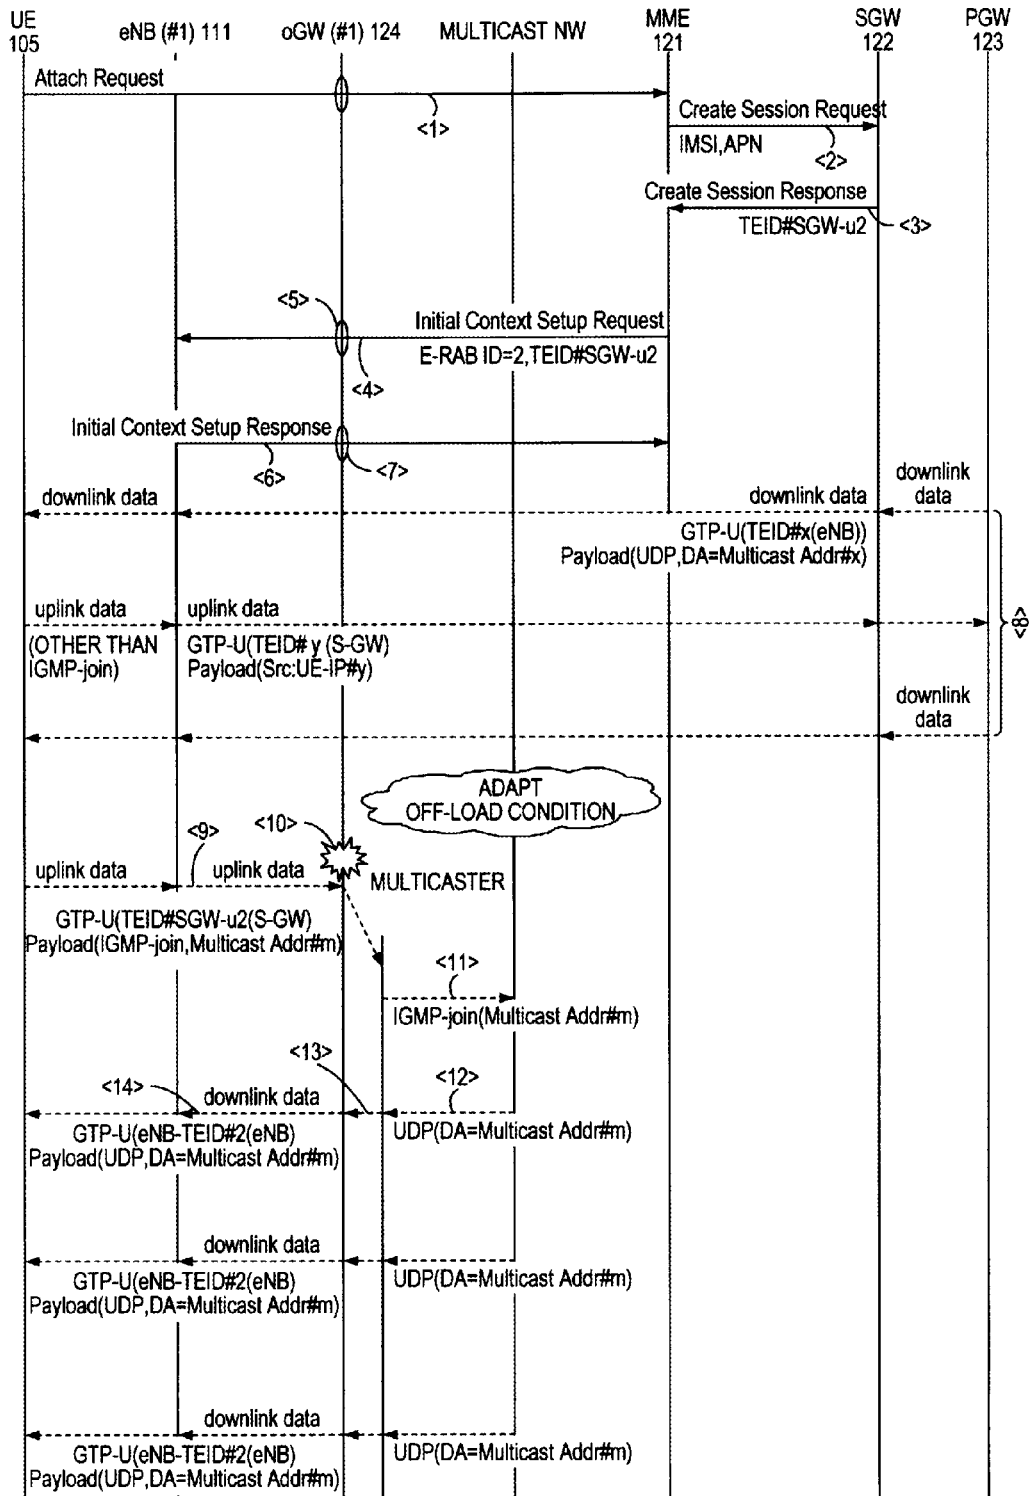 UE
105
eNB (#1) 111
oGW (#1) 124
MULTICAST NW
MME
121
SGW
122
PGW
123
Attach Request
<1>
Create Session Request
IMSI,APN
<2>
Create Session Response
TEID#SGW-u2
<3>
<5>
Initial Context Setup Request
E-RAB ID=2,TEID#SGW-u2
<4>
Initial Context Setup Response
<6>
<7>
downlink data
downlink data
downlink
data
GTP-U(TEID#x(eNB))
Payload(UDP,DA=Multicast Addr#x)
uplink data
uplink data
(OTHER THAN
IGMP-join)
GTP-U(TEID# y (S-GW)
Payload(Src:UE-IP#y)
<8>
downlink
data
ADAPT
OFF-LOAD CONDITION
<9>
<10>
uplink data
uplink data
MULTICASTER
GTP-U(TEID#SGW-u2(S-GW)
Payload(IGMP-join,Multicast Addr#m)
<11>
IGMP-join(Multicast Addr#m)
<13>
<14>
downlink data
<12>
GTP-U(eNB-TEID#2(eNB)
Payload(UDP,DA=Multicast Addr#m)
UDP(DA=Multicast Addr#m)
downlink data
GTP-U(eNB-TEID#2(eNB)
Payload(UDP,DA=Multicast Addr#m)
UDP(DA=Multicast Addr#m)
downlink data
GTP-U(eNB-TEID#2(eNB)
Payload(UDP,DA=Multicast Addr#m)
UDP(DA=Multicast Addr#m)